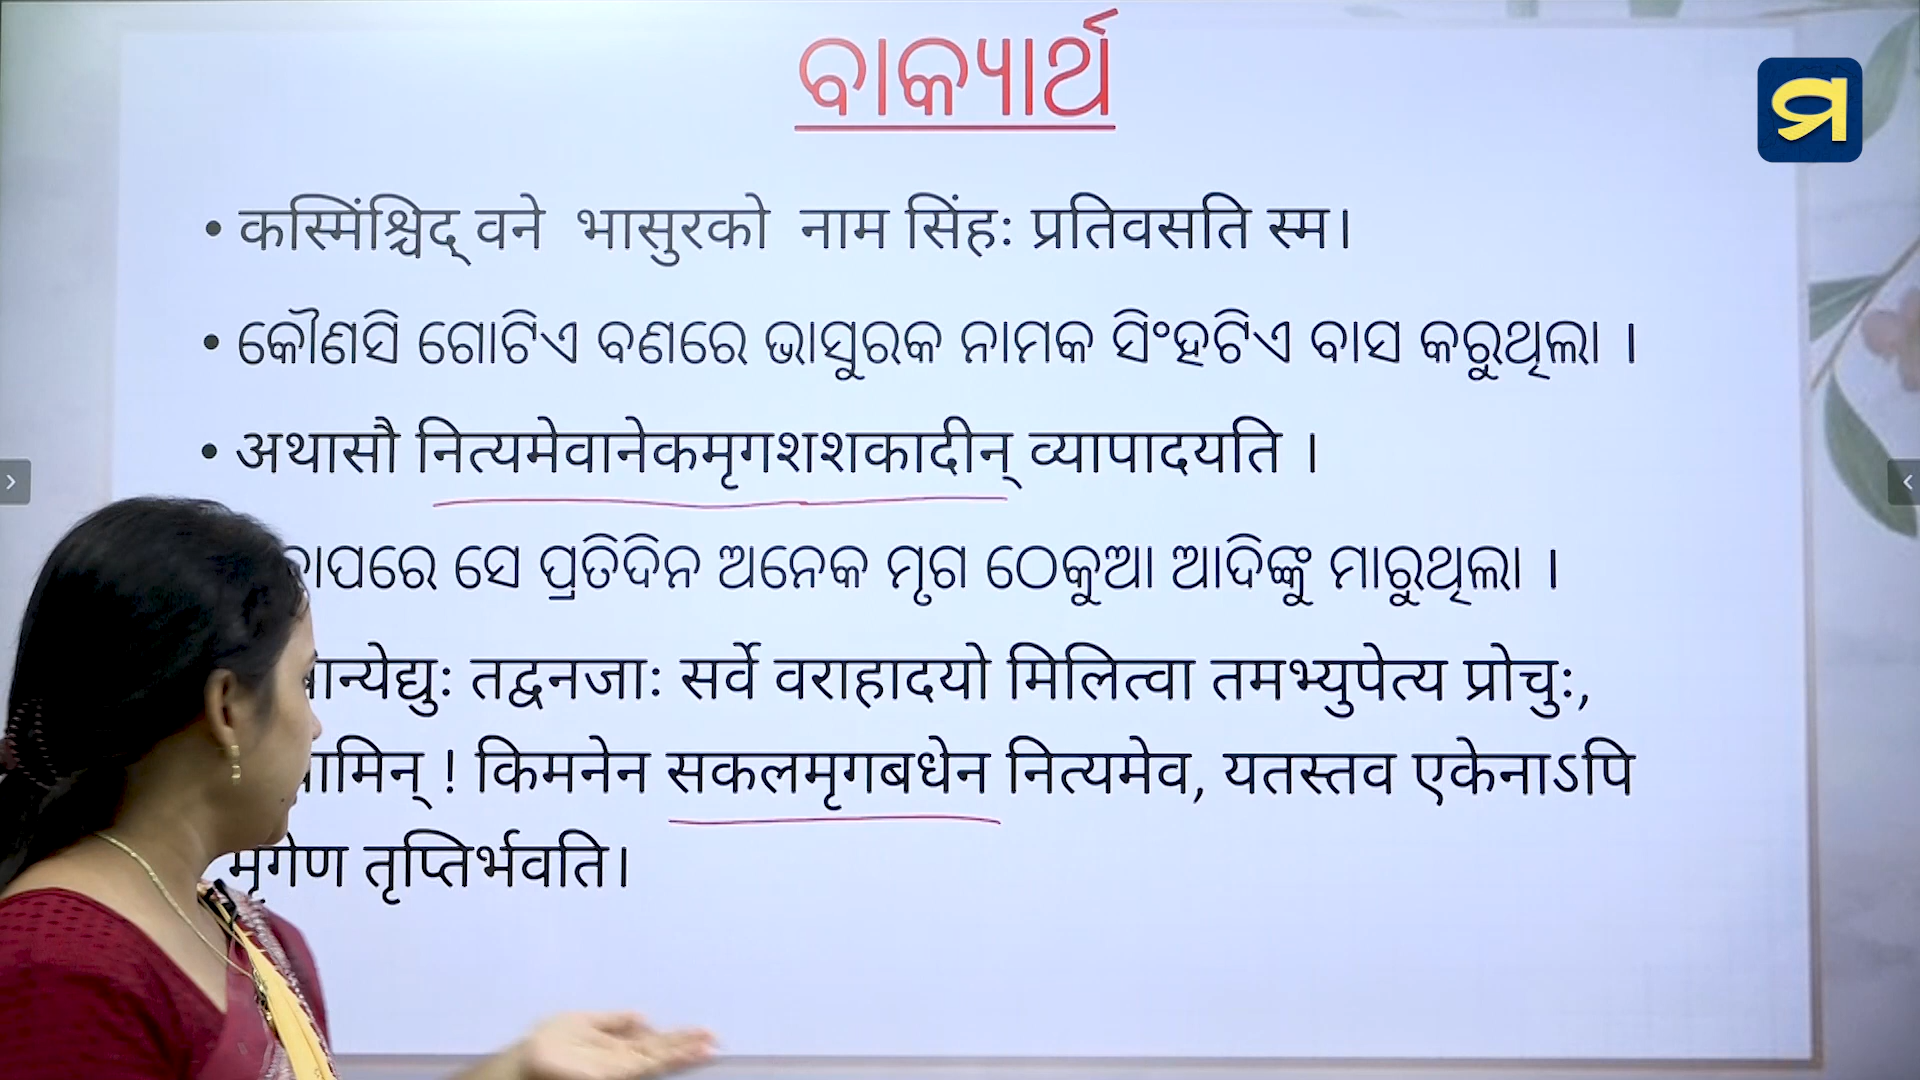 ବାକ୍ୟାର୍ଥ
ସ
• कस्मिंश्चिद् वने भासुरको नाम सिंहः प्रतिवसति स्म।
• କୌଣସି ଗୋଟିଏ ବଣରେ ଭାସୁରକ ନାମକ ସିଂହଟିଏ ବାସ କରୁଥିଲା ।
• अथासौ नित्यमेवानेकमृगशशकादीन् व्यापादयति ।
ସେ ପ୍ରତିଦିନ ଅନେକ ମୃଗ ଠେକୁଆ ଆଦିଙ୍କୁ ମାରୁଥିଲା ।
तद्वनजाः सर्वे वराहादयो मिलित्वा तमभ्युपेत्य प्रोचुः,
! किमनेन सकलमृगबधेन नित्यमेव, यतस्तव एकेनाऽपि
मृगेण तृप्तिर्भवति।